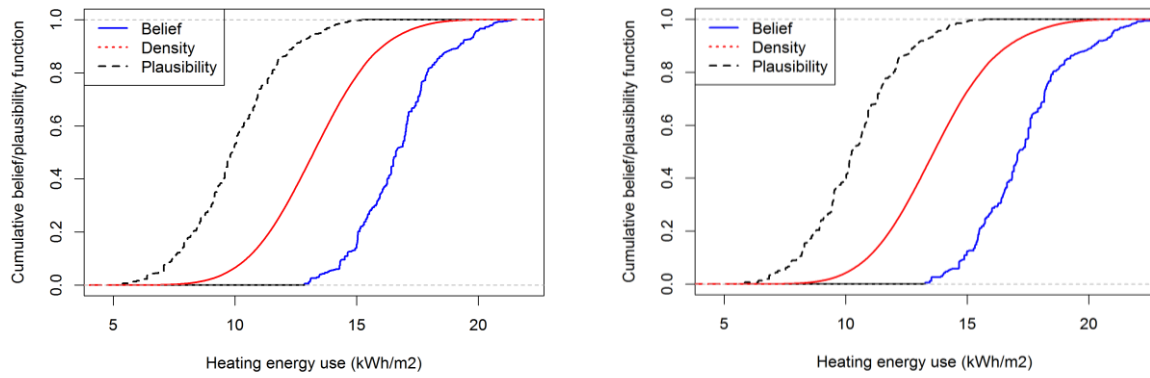 Cumulative belief/plausibility function
0.0 0.2 0.4 0.6 0.8 1.0
Belief
Density
Plausibility
5 10 15 20
Heating energy use (kWh/m2)
Cumulative belief/plausibility function
0.0 0.2 0.4 0.6 0.8 1.0
Belief
Density
Plausibility
5 10 15 20
Heating energy use (kWh/m2)